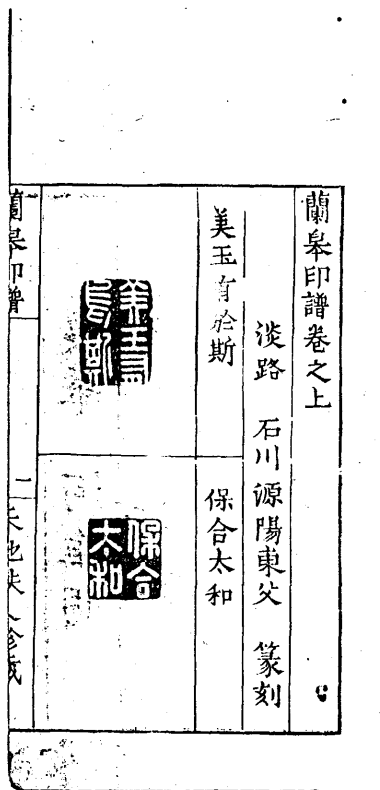 蘭皋印譜卷之上
淡路 石川源陽東父 篆刻
美玉有於斯
保合太和
美玉有於斯
保合太和
蘭皋印譜
一